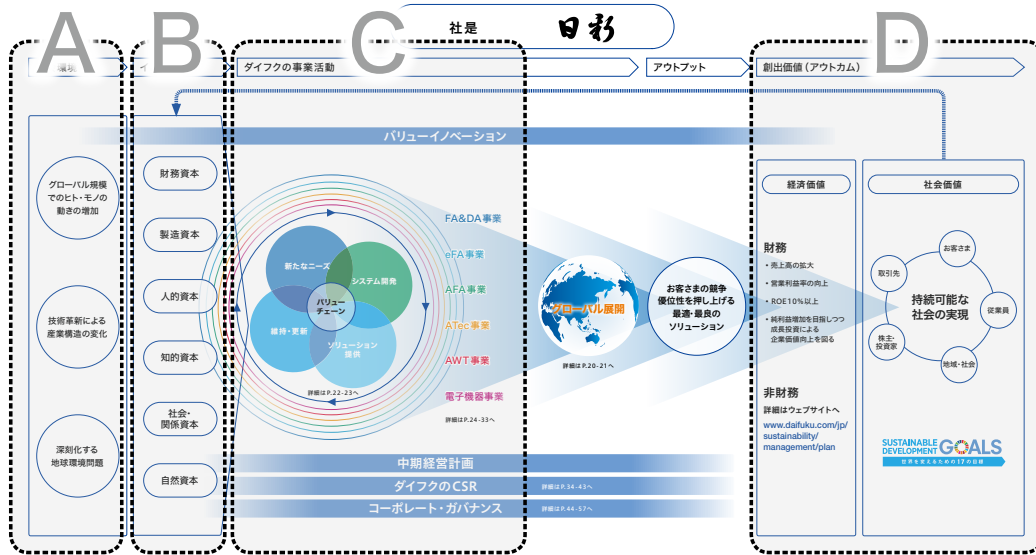 社是 日新
A
B
C
D
環境
イ
ダイフクの事業活動
アウトプット
創出価値(アウトカム)
バリューイノベーション
グローバル規模
でのヒト・モノの
動きの増加
技術革新による
産業構造の変化
深刻化する
地球環境問題
財務資本
製造資本
人的資本
知的資本
社会・
関係資本
自然資本
新たなニーズ
システム開発
バリュー
チェーン
維持・更新
ソリューション
提供
詳細はP.22-23へ
FA&DA事業
eFA事業
AFA事業
ATec事業
AWT事業
電子機器事業
詳細はP.24-33へ
グローバル展開
詳細はP.20-21へ
お客さまの競争
優位性を押し上げる
最適・最良の
ソリューション
経済価値
財務
・売上高の拡大
・営業利益率の向上
・ROE10%以上
・純利益増加を目指しつつ
成長投資による
企業価値向上を図る
非財務
詳細はウェブサイトへ
www.daifuku.com/jp/
sustainability/
management/plan
社会価値
お客さま
取引先
従業員
株主・
投資家
地域・社会
持続可能な
社会の実現
SUSTAINABLE
DEVELOPMENT GOALS
世界を変えるための17の目標
中期経営計画
ダイフクのCSR 詳細はP.34-43へ
コーポレート・ガバナンス 詳細はP.44-57へ